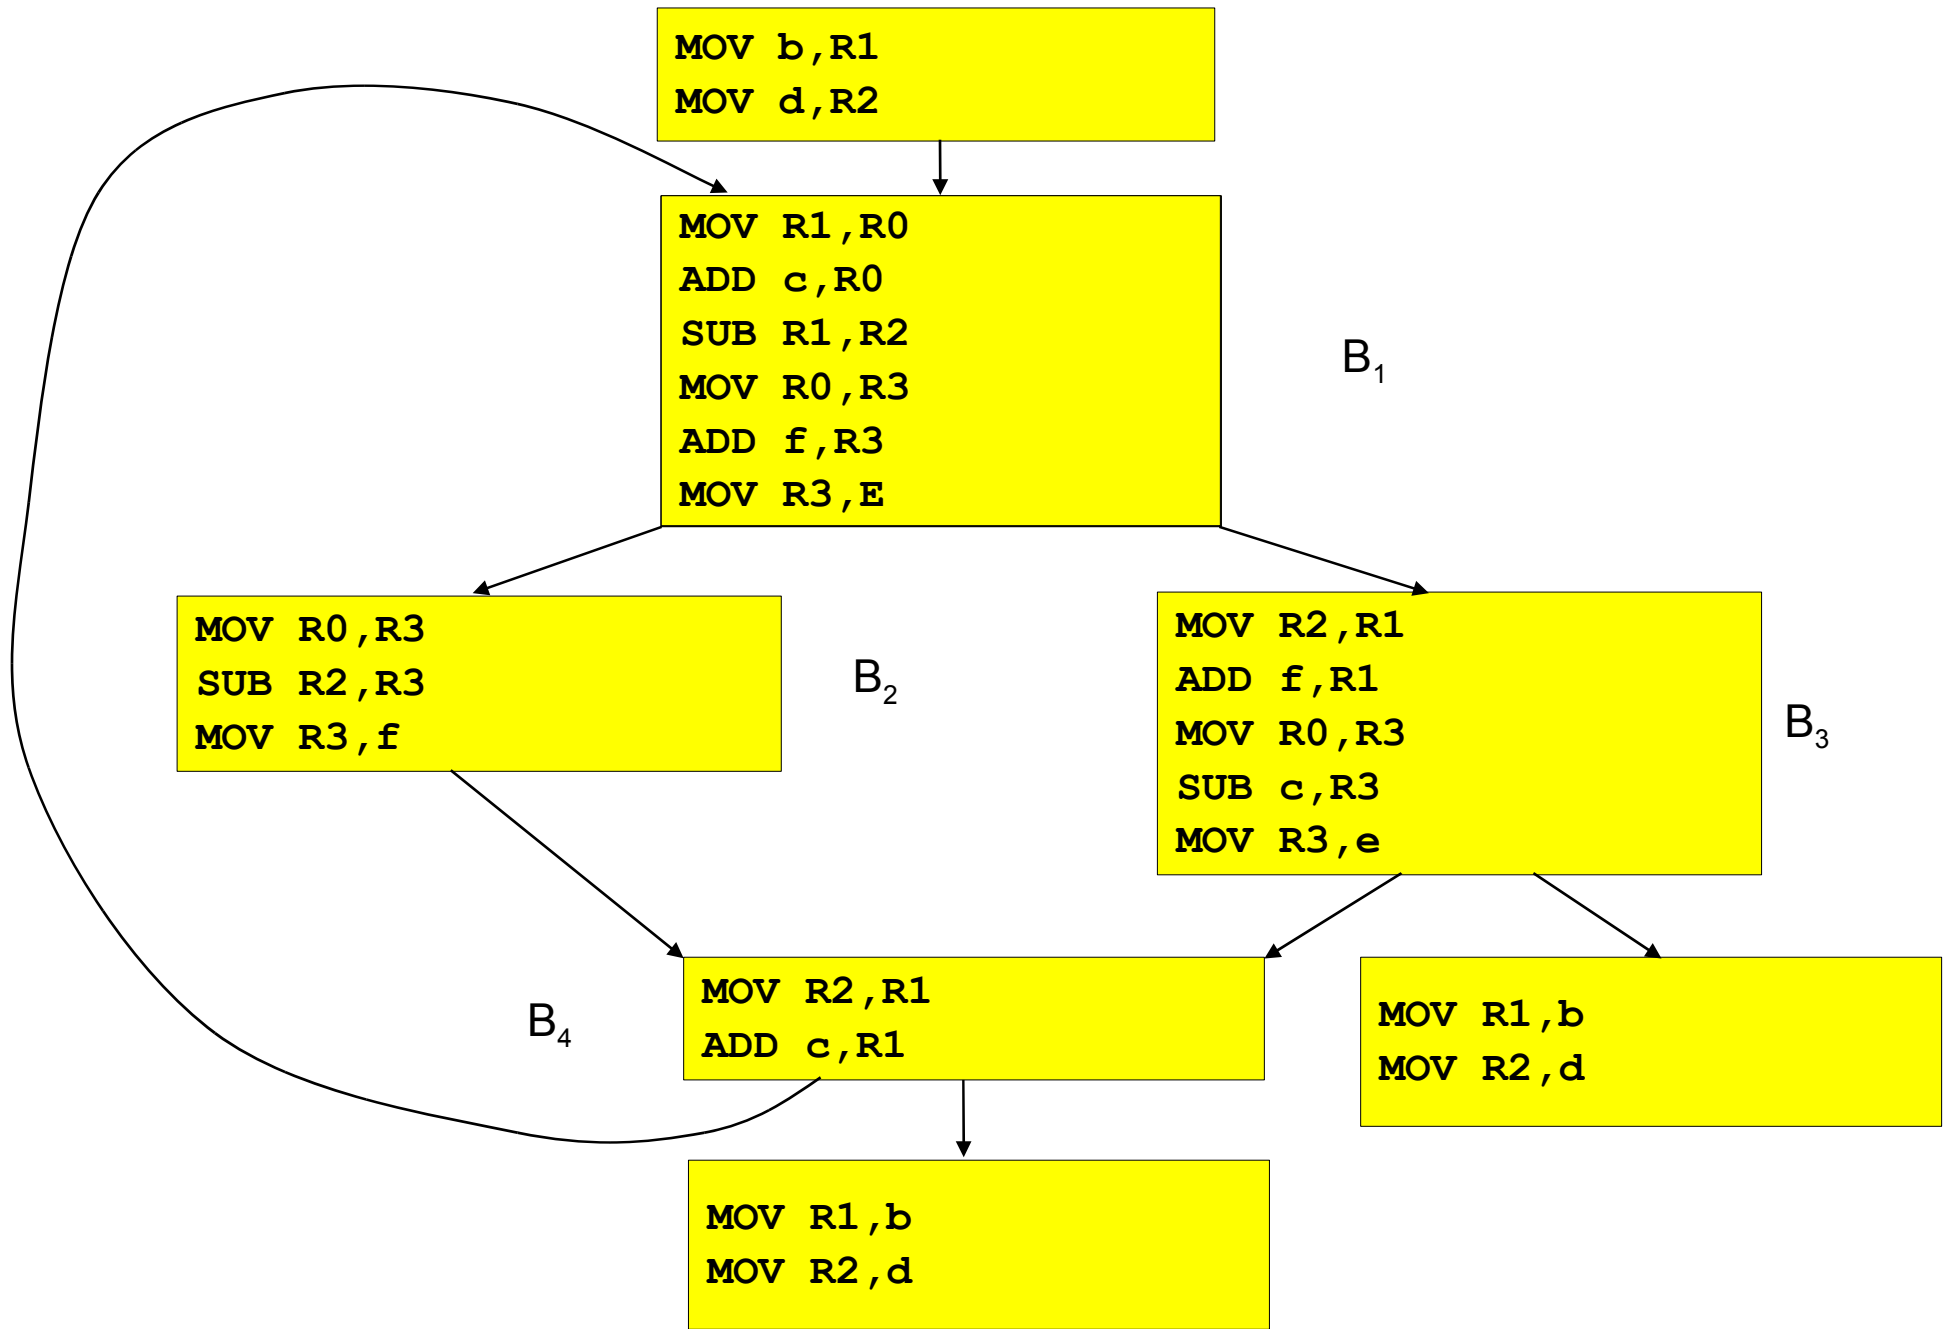 MOV b,R1
MOV d,R2
MOV R1,R0
ADD c,R0
SUB R1,R2
MOV R0,R3
ADD f,R3
MOV R3,E
B₁
MOV R0,R3
SUB R2,R3
MOV R3,f
B₂
MOV R2,R1
ADD f,R1
MOV R0,R3
SUB c,R3
MOV R3,e
B₃
B₄
MOV R2,R1
ADD c,R1
MOV R1,b
MOV R2,d
MOV R1,b
MOV R2,d